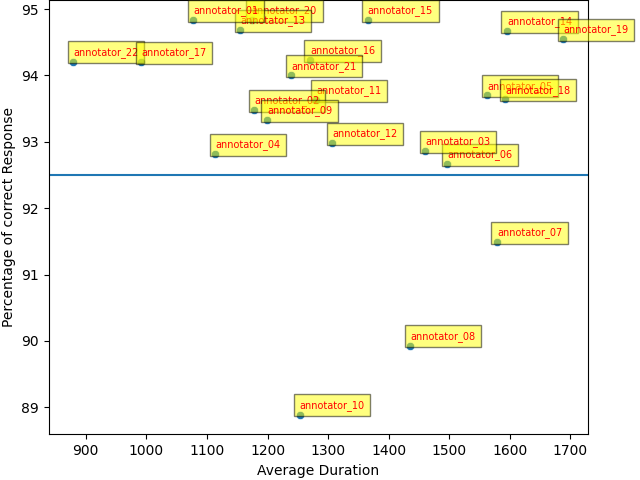 95
94
93
92
91
90
89
Percentage of correct Response
annotator_01
annotator_20
annotator_13
annotator_15
annotator_14
annotator_19
annotator_22
annotator_17
annotator_16
annotator_21
annotator_11
annotator_02
annotator_09
annotator_05
annotator_18
annotator_12
annotator_04
annotator_03
annotator_06
annotator_07
annotator_08
annotator_10
900 1000 1100 1200 1300 1400 1500 1600 1700
Average Duration